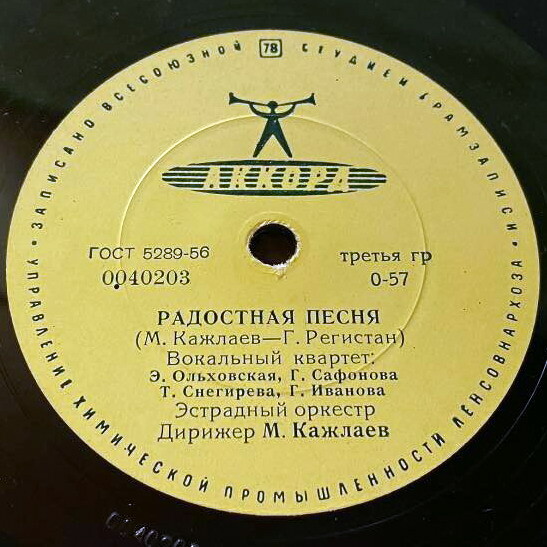 ЗАПИСАНО ВСЕСОЮЗНОЙ 78 СТУДИЕЙ ГРАМЗАПИСИ
АККОРД
ГОСТ 5289-56 третья гр
0040203 0-57
РАДОСТНАЯ ПЕСНЯ
(М. Кажлаев—Г. Регистан)
Вокальный квартет:
Э. Ольховская, Г. Сафонова
Т. Снегирева, Г. Иванова
Эстрадный оркестр
Дирижер М. Кажлаев
УПРАВЛЕНИЕ ХИМИЧЕСКОЙ ПРОМЫШЛЕННОСТИ ЛЕНСОВНАРХОЗА